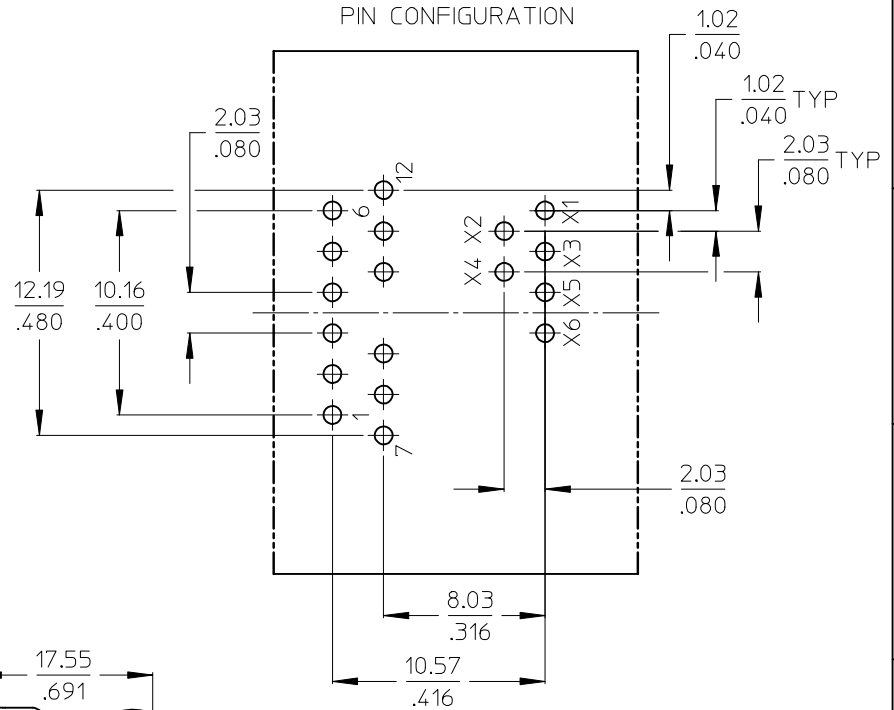 PIN CONFIGURATION
1.02
.040
1.02 TYP
.040
2.03 TYP
.080
2.03
.080
12
6
X2
X1
X4
X3
X5
X6
12.19
.480
10.16
.400
1
7
2.03
.080
8.03
.316
10.57
.416
17.55
.691